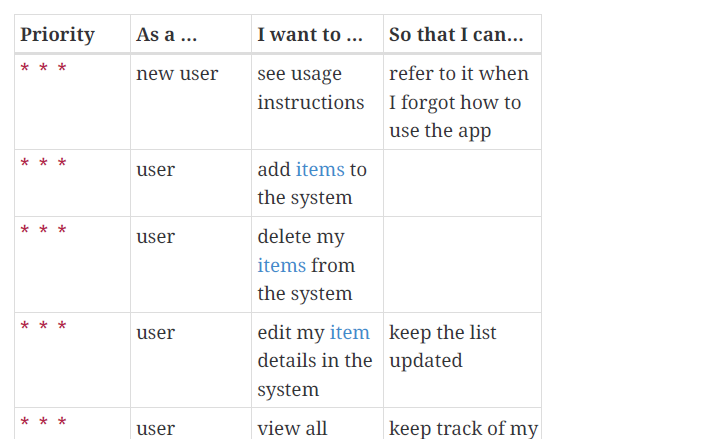 Priority As a ... I want to ... So that I can...
* * * new user see usage refer to it when
instructions I forgot how to
use the app
* * * user add items to
the system
* * * user delete my
items from
the system
* * * user edit my item keep the list
details in the updated
system
* * * user view all keep track of my